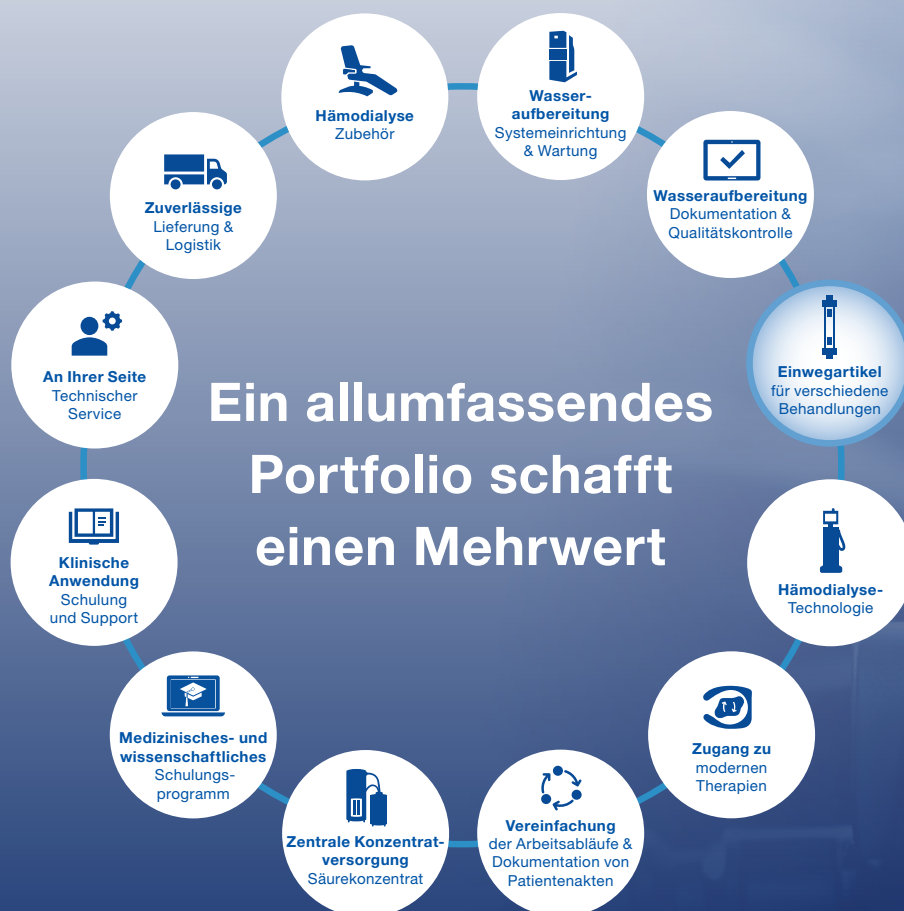 Hämodialyse
Zubehör
Wasser-
aufbereitung
Systemeinrichtung
& Wartung
Wasseraufbereitung
Dokumentation &
Qualitätskontrolle
Einwegartikel
für verschiedene
Behandlungen
Hämodialyse-
Technologie
Zugang zu
modernen
Therapien
Vereinfachung
der Arbeitsabläufe &
Dokumentation von
Patientenakten
Zentrale Konzentrat-
versorgung
Säurekonzentrat
Medizinisches- und
wissenschaftliches
Schulungs-
programm
Klinische
Anwendung
Schulung
und Support
An Ihrer Seite
Technischer
Service
Zuverlässige
Lieferung &
Logistik
Ein allumfassendes
Portfolio schafft
einen Mehrwert